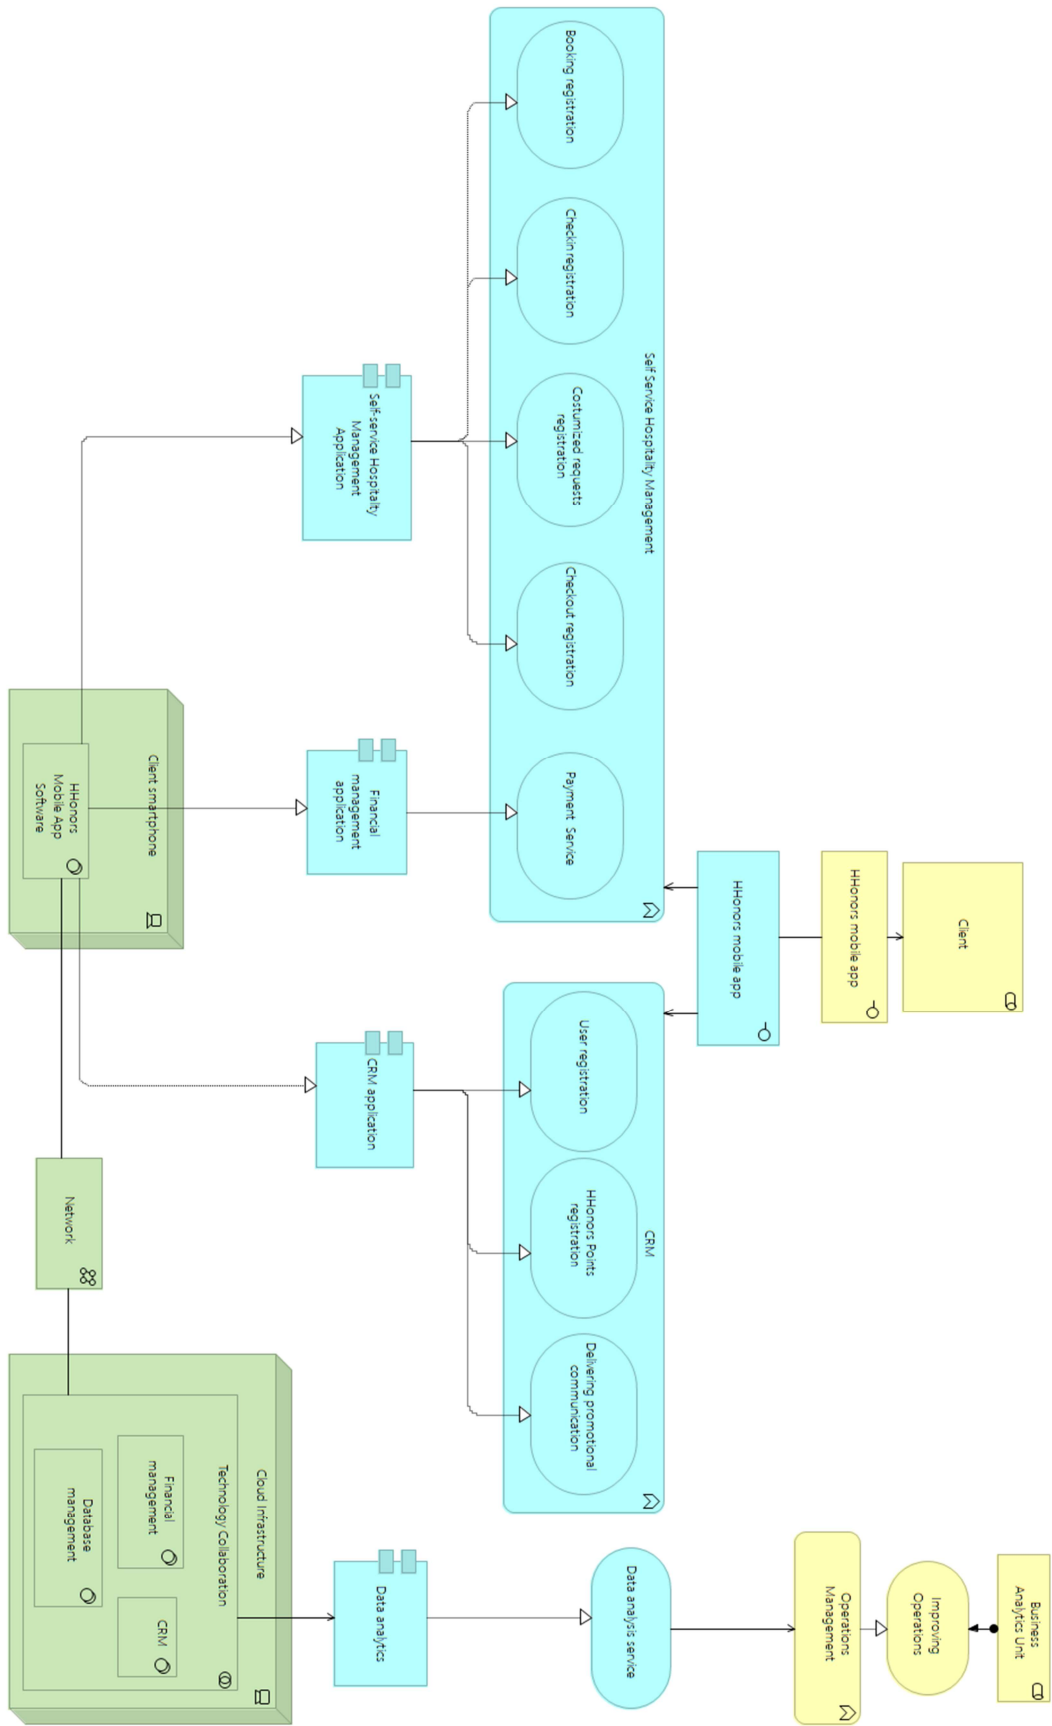 Client
Business
Analytics Unit
HHonors mobile app
Improving
Operations
HHonors mobile app
Operations
Management
Self Service Hospitality Management
Booking registration
Checkin registration
Costumized requests
registration
Checkout registration
Payment Service
CRM
User registration
HHonors Points
registration
Delivering promotional
communication
Data analysis service
Self-service Hospitality
Management
Application
Financial
management
application
CRM application
Data analytics
Client smartphone
HHonors
Mobile App
Software
Network
Cloud Infrastructure
Technology Collaboration
Financial
management
CRM
Database
management